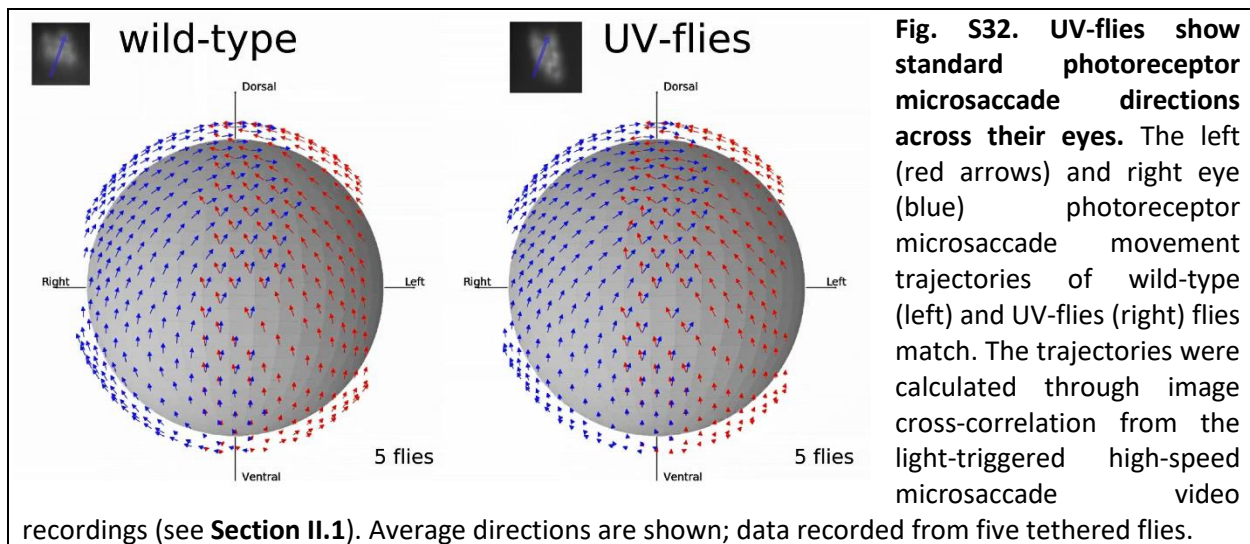 wild-type
Dorsal
Right
Left
5 flies
Ventral
UV-flies
Dorsal
Right
Left
5 flies
Ventral
Fig. S32. UV-flies show
standard photoreceptor
microsaccade directions
across their eyes. The left
(red arrows) and right eye
(blue) photoreceptor
microsaccade movement
trajectories of wild-type
(left) and UV-flies (right) flies
match. The trajectories were
calculated through image
cross-correlation from the
light-triggered high-speed
microsaccade video
recordings (see Section II.1). Average directions are shown; data recorded from five tethered flies.